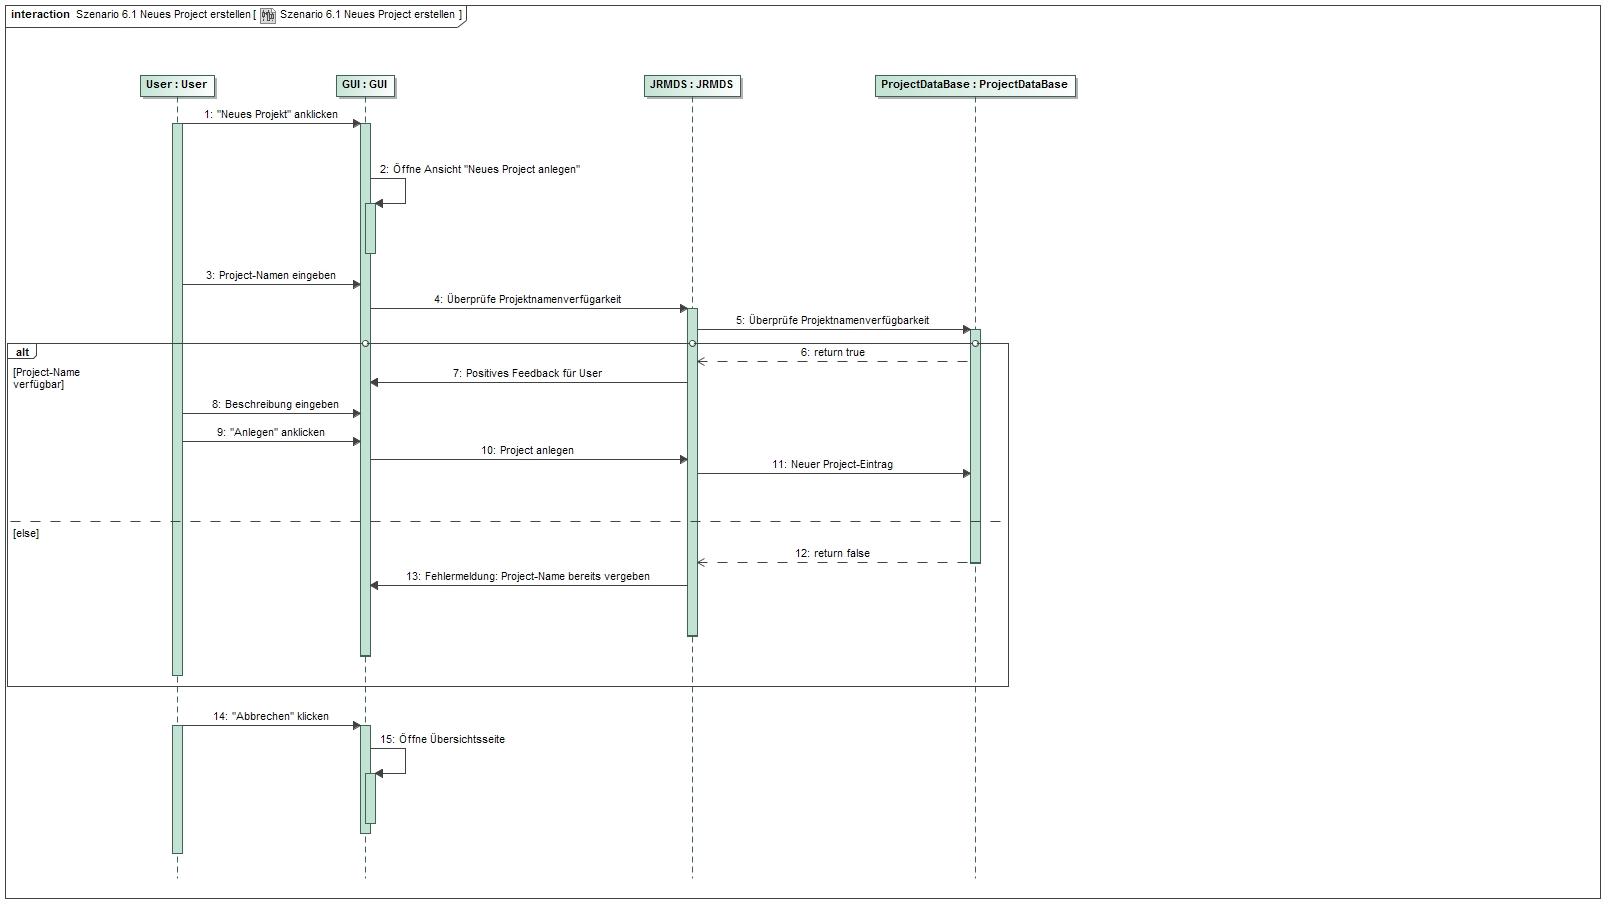 interaction Szenario 6.1 Neues Project erstellen [ Szenario 6.1 Neues Project erstellen ]
User : User
GUI : GUI
JRMDS : JRMDS
ProjectDataBase : ProjectDataBase
1: "Neues Projekt" anklicken
2: Öffne Ansicht "Neues Project anlegen"
3: Project-Namen eingeben
4: Überprüfe Projektnamenverfügarkeit
5: Überprüfe Projektnamenverfügbarkeit
alt
6: return true
[Project-Name
verfügbar]
7: Positives Feedback für User
8: Beschreibung eingeben
9: "Anlegen" anklicken
10: Project anlegen
11: Neuer Project-Eintrag
[else]
12: return false
13: Fehlermeldung: Project-Name bereits vergeben
14: "Abbrechen" klicken
15: Öffne Übersichtsseite